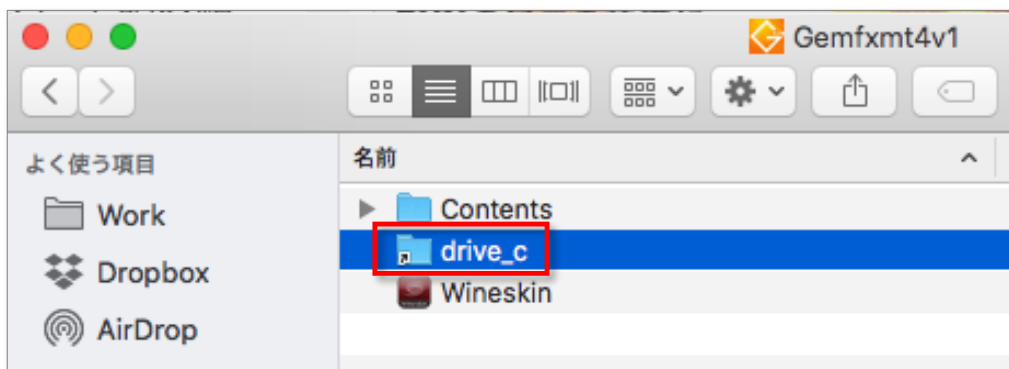 Gemfxmt4v1
よく使う項目
名前
Work
Contents
drive_c
Dropbox
Wineskin
AirDrop